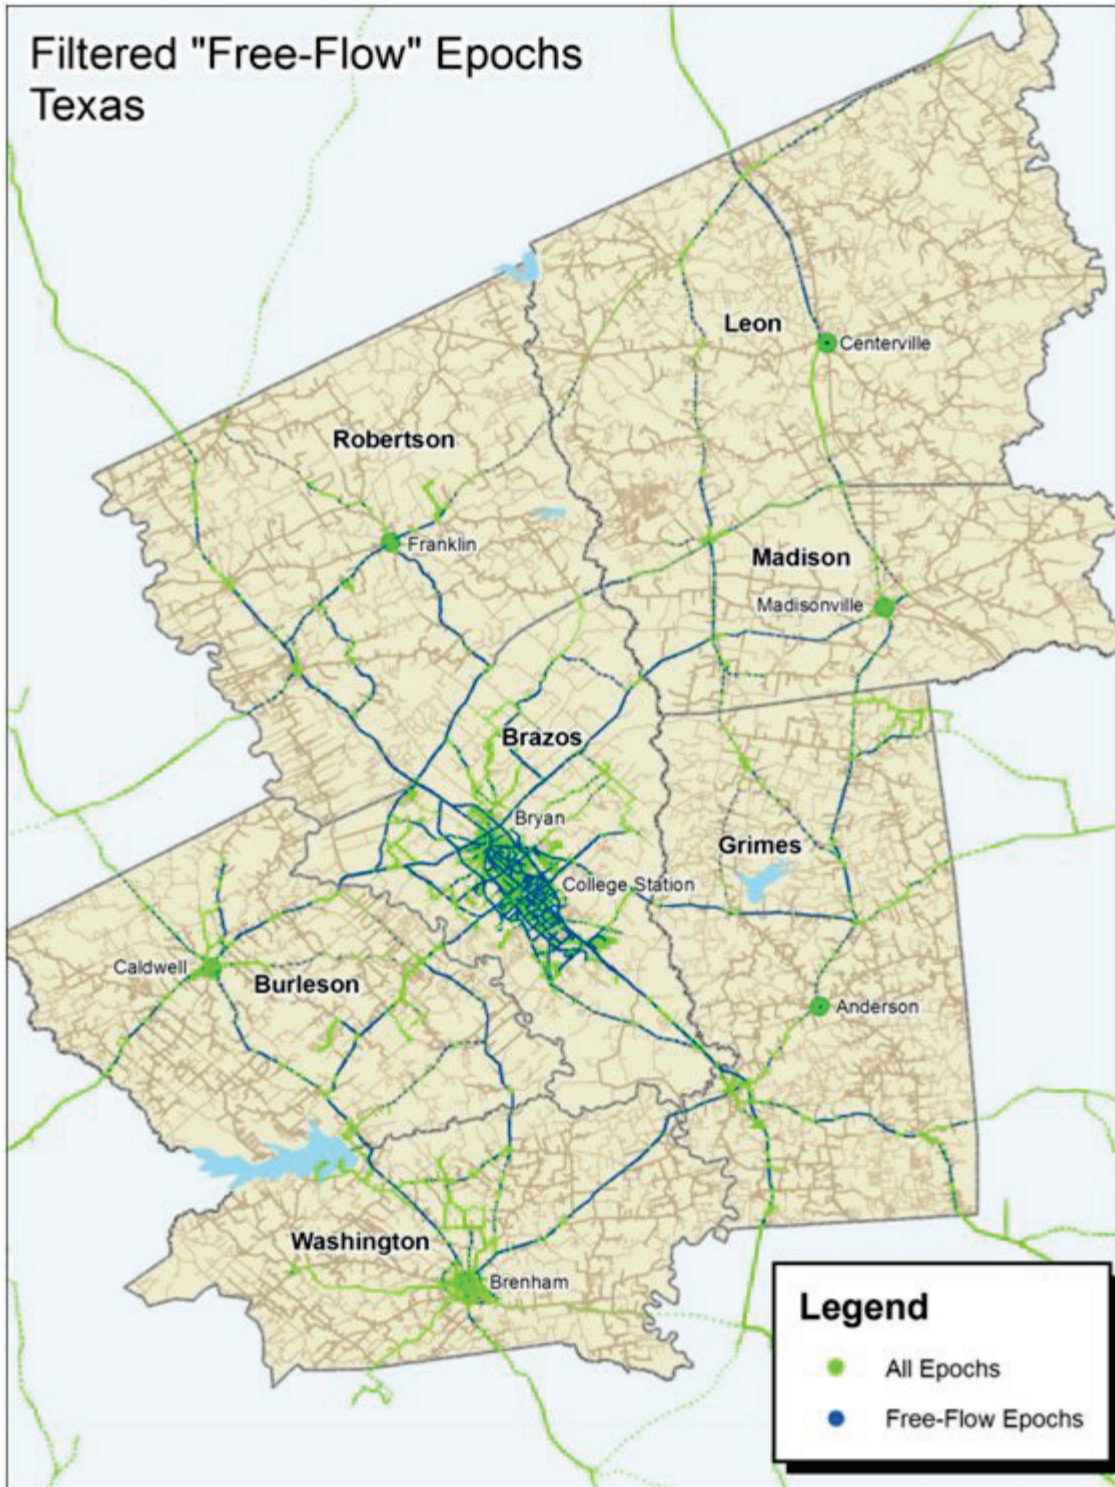 Filtered "Free-Flow" Epochs
Texas
Leon
Centerville
Robertson
Franklin
Madison
Madisonville
Brazos
Bryan
Grimes
College Station
Caldwell
Burleson
Anderson
Washington
Brenham
Legend
All Epochs
Free-Flow Epochs